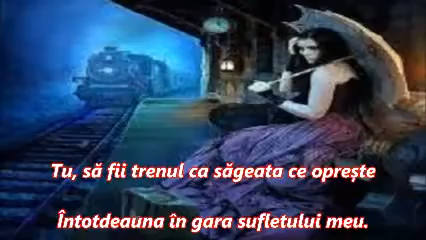 Tu, să fii trenul ca săgeata ce oprește
Întotdeauna în gara sufletului meu.